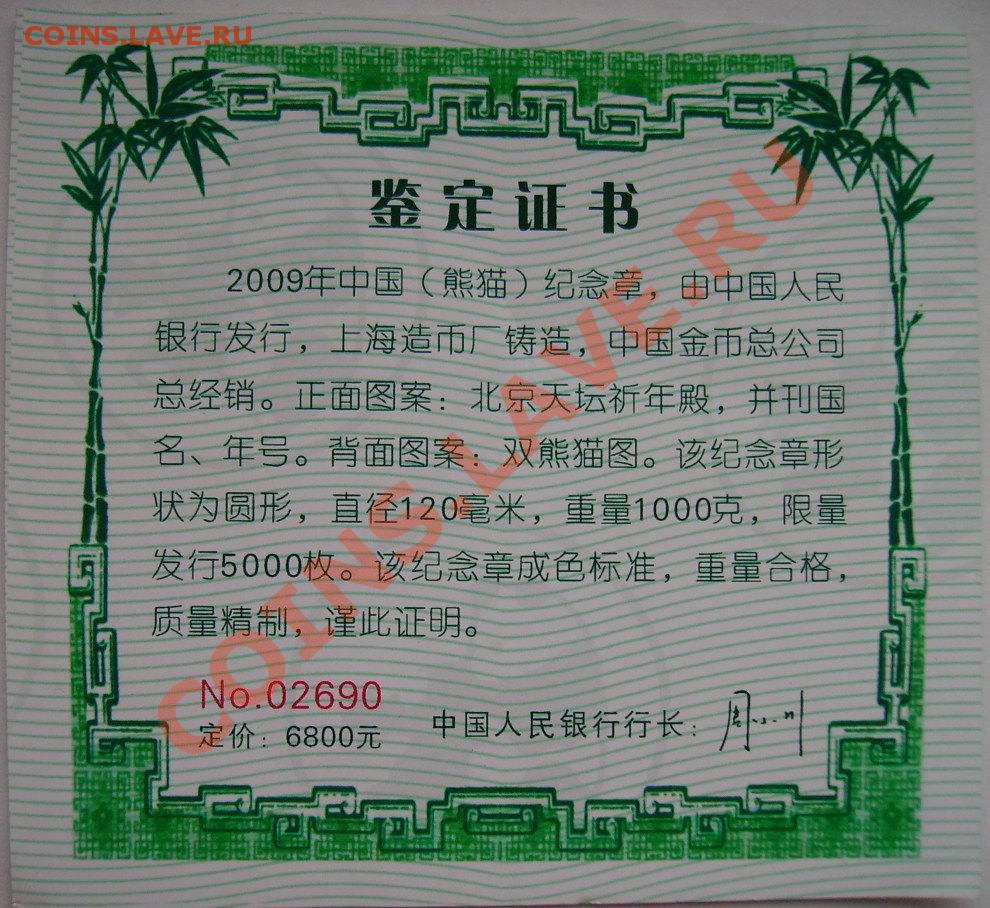 COINS.LAVE.RU
鉴定证书
2009年中国（熊猫）纪念章，由中国人民
银行发行，上海造币厂铸造，中国金币总公司
总经销。正面图案：北京天坛祈年殿，并刊国
名、年号。背面图案：双熊猫图。该纪念章形
状为圆形，直径120毫米，重量1000克，限量
发行5000枚。该纪念章成色标准，重量合格，
质量精制，谨此证明。
No.02690
定价：6800元
中国人民银行行长：周小川
COINS.LAVE.RU